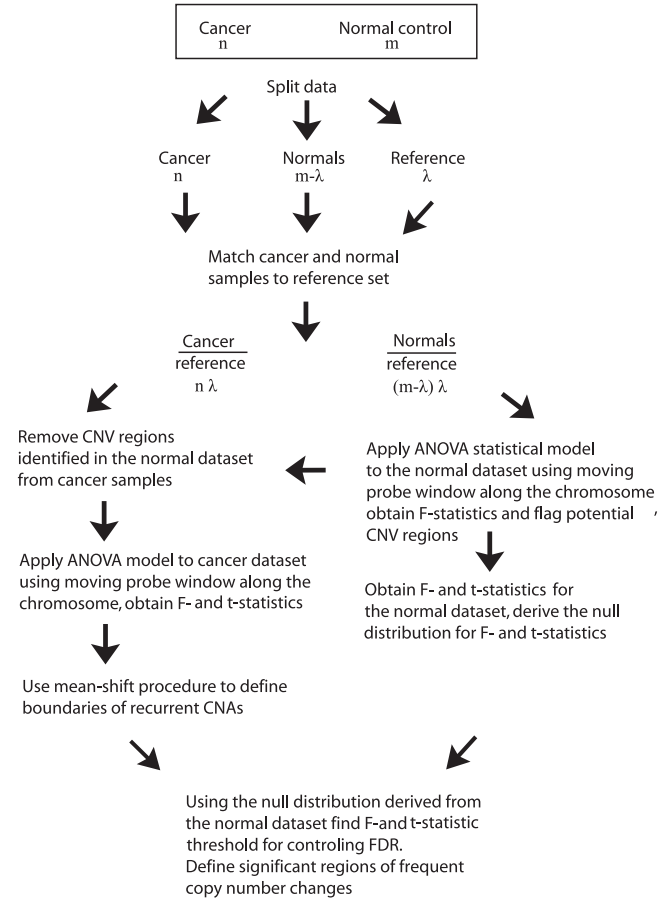 Cancer Normal control
n m
Split data
Cancer Normals Reference
n m-λ λ
Match cancer and normal
samples to reference set
Cancer
reference
n λ
Normals
reference
(m-λ) λ
Remove CNV regions
identified in the normal dataset
from cancer samples
Apply ANOVA statistical model
to the normal dataset using moving
probe window along the chromosome
obtain F-statistics and flag potential ,
CNV regions
Apply ANOVA model to cancer dataset
using moving probe window along the
chromosome, obtain F- and t-statistics
Obtain F- and t-statistics for
the normal dataset, derive the null
distribution for F- and t-statistics
Use mean-shift procedure to define
boundaries of recurrent CNAs
Using the null distribution derived from
the normal dataset find F-and t-statistic
threshold for controling FDR.
Define significant regions of frequent
copy number changes